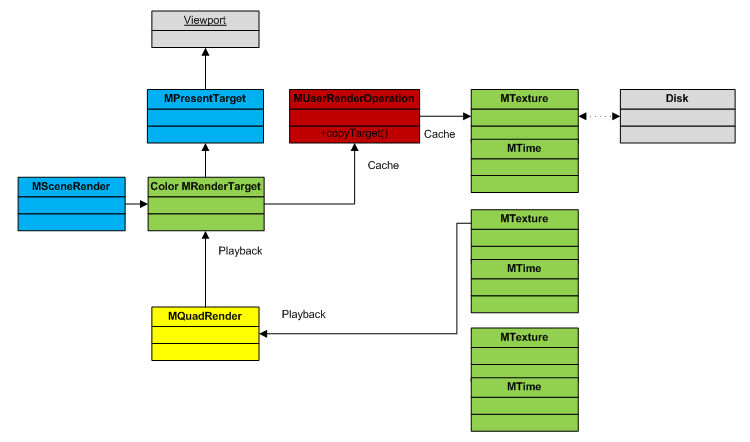 Viewport
MPresentTarget
MUserRenderOperation
+copyTarget()
MTexture
MTime
Disk
Cache
Cache
MSceneRender
Color MRenderTarget
MTexture
MTime
Playback
Playback
MQuadRender
MTexture
MTime